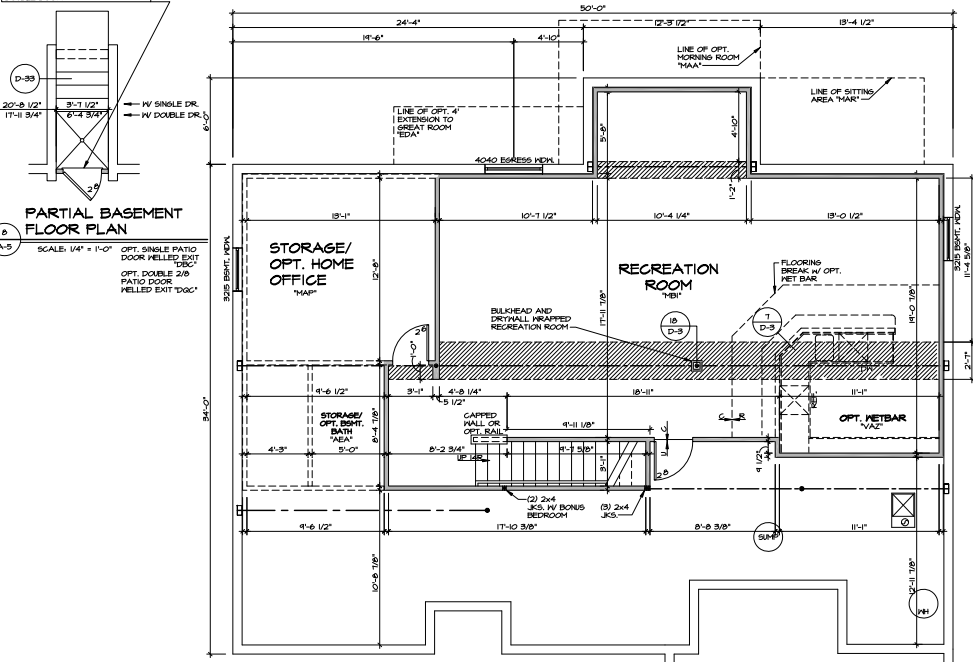 50'-0"
24'-4"
12'-3 1/2"
13'-4 1/2"
19'-6"
4'-10"
LINE OF OPT.
MORNING ROOM
"MAA"
LINE OF SITTING
AREA "MAR"
LINE OF OPT. 4'
EXTENSION TO
GREAT ROOM
"EDA"
D-33
20'-8 1/2"
3'-7 1/2"
W/ SINGLE DR.
17'-11 3/4"
6'-4 3/4"
W/ DOUBLE DR.
2⁸
6'-0"
5'-8"
4'-10"
1'-2"
4040 EGRESS WDW.
PARTIAL BASEMENT
FLOOR PLAN
8
A-5
SCALE: 1/4" = 1'-0"
OPT. SINGLE PATIO
DOOR WELLED EXIT
"DBC"
OPT. DOUBLE 2/8
PATIO DOOR
WELLED EXIT "DQC"
13'-1"
10'-7 1/2"
10'-4 1/4"
13'-0 1/2"
3215 BSMT. WDW.
3215 BSMT. WDW.
11'-4 5/8"
STORAGE/
OPT. HOME
OFFICE
"MAP"
12'-8"
RECREATION
ROOM
"MBI"
17'-11 7/8"
19'-0 7/8"
FLOORING
BREAK W/ OPT.
WET BAR
BULKHEAD AND
DRYWALL WRAPPED
RECREATION ROOM
18
D-3
7
D-3
2⁸
1'-0"
2'-7"
34'-0"
9'-6 1/2"
3'-1"
4'-8 1/4"
18'-11"
11'-1"
5 1/2"
REF.
STORAGE/
OPT. BSMT.
BATH
"AEA"
8'-4 7/8"
CAPPED
WALL OR
OPT. RAIL
9'-11 1/8"
C
R
OPT. WETBAR
"VAZ"
4'-3"
5'-0"
8'-2 3/4"
9'-7 5/8"
3'-1"
UP 14R
C
U
9 1/2"
2⁸
(2) 2x4
JKS. W/ BONUS
BEDROOM
(3) 2x4
JKS.
9'-6 1/2"
17'-10 3/8"
8'-8 3/8"
11'-1"
SUMP
10'-8 7/8"
12'-11 7/8"
WH